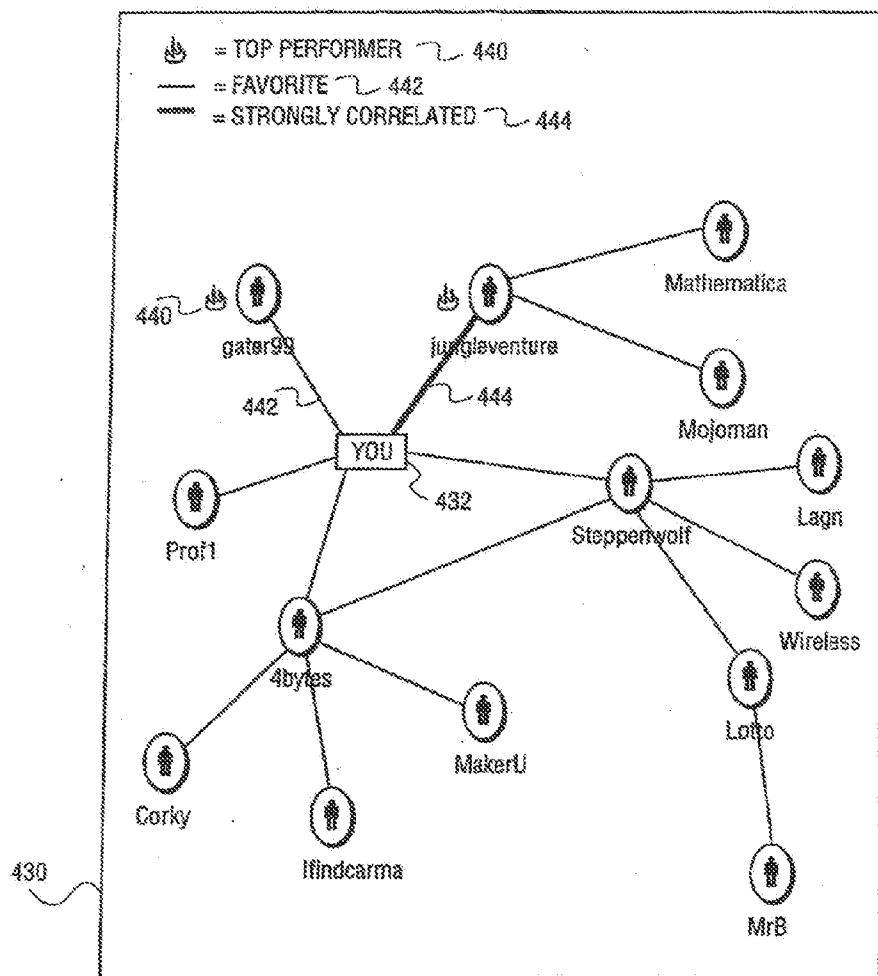 = TOP PERFORMER 440
= FAVORITE 442
= STRONGLY CORRELATED 444
Mathematica
440
gater99
jungleventure
442
444
Mojoman
YOU
432
Prof1
Steppenwolf
Lagn
Wireless
4bytes
Lotto
MakerU
Corky
Ifindcarma
430
MrB